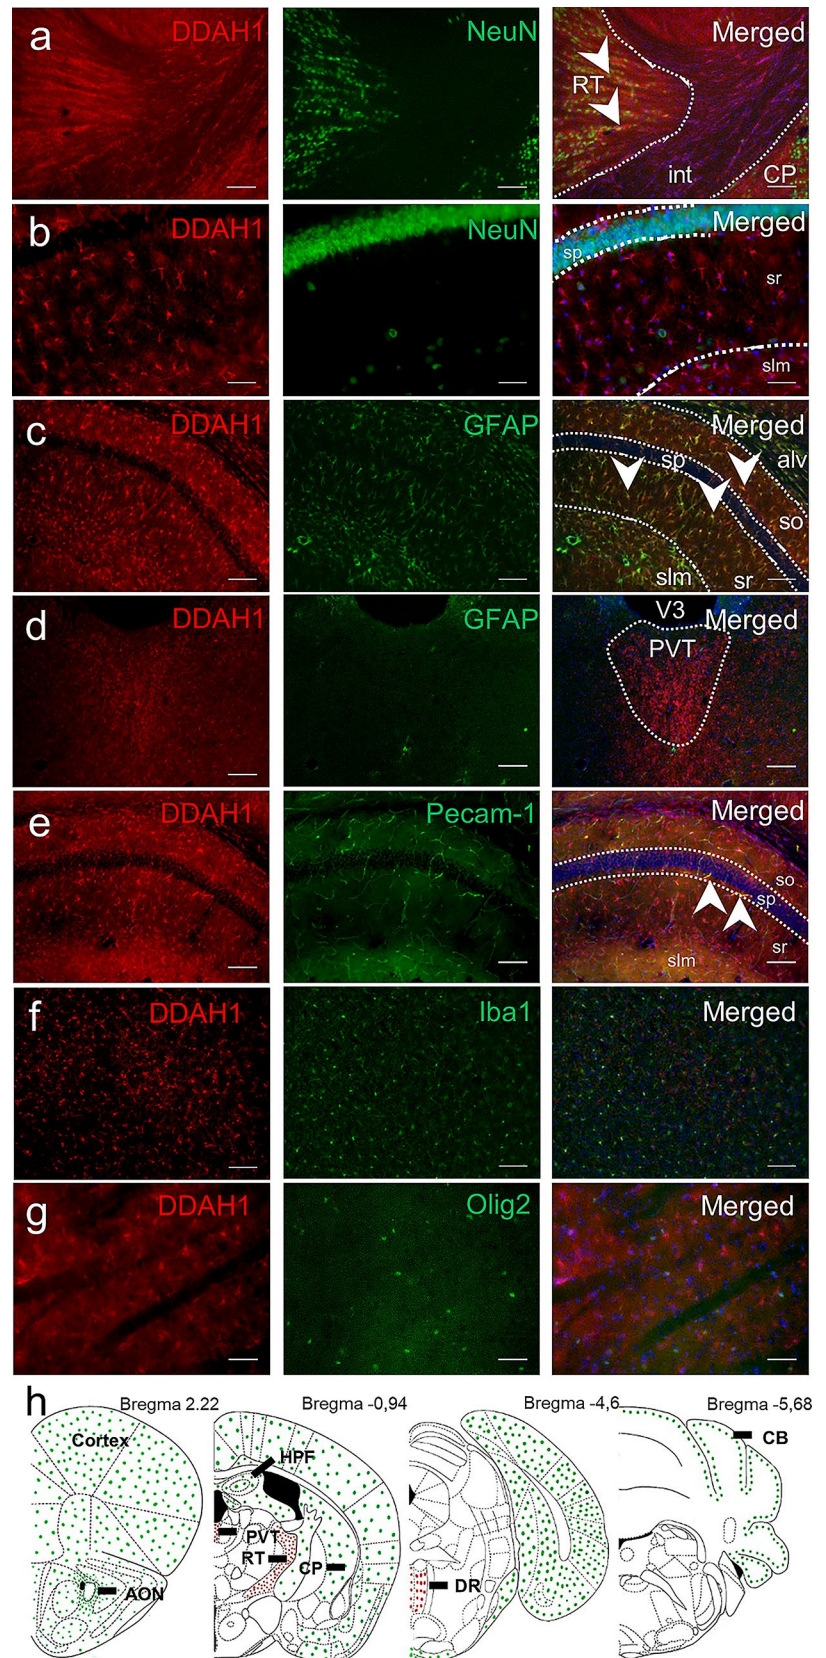 a DDAH1 NeuN Merged
RT
int CP
b DDAH1 NeuN Merged
sp
sr
slm
c DDAH1 GFAP Merged
sp alv
so
slm sr
d DDAH1 GFAP V3 Merged
PVT
e DDAH1 Pecam-1 Merged
so
sp
sr
slm
f DDAH1 Iba1 Merged
g DDAH1 Olig2 Merged
h
Bregma 2.22 Bregma -0,94 Bregma -4,6 Bregma -5,68
Cortex HPF CB
PVT
RT CP
AON DR